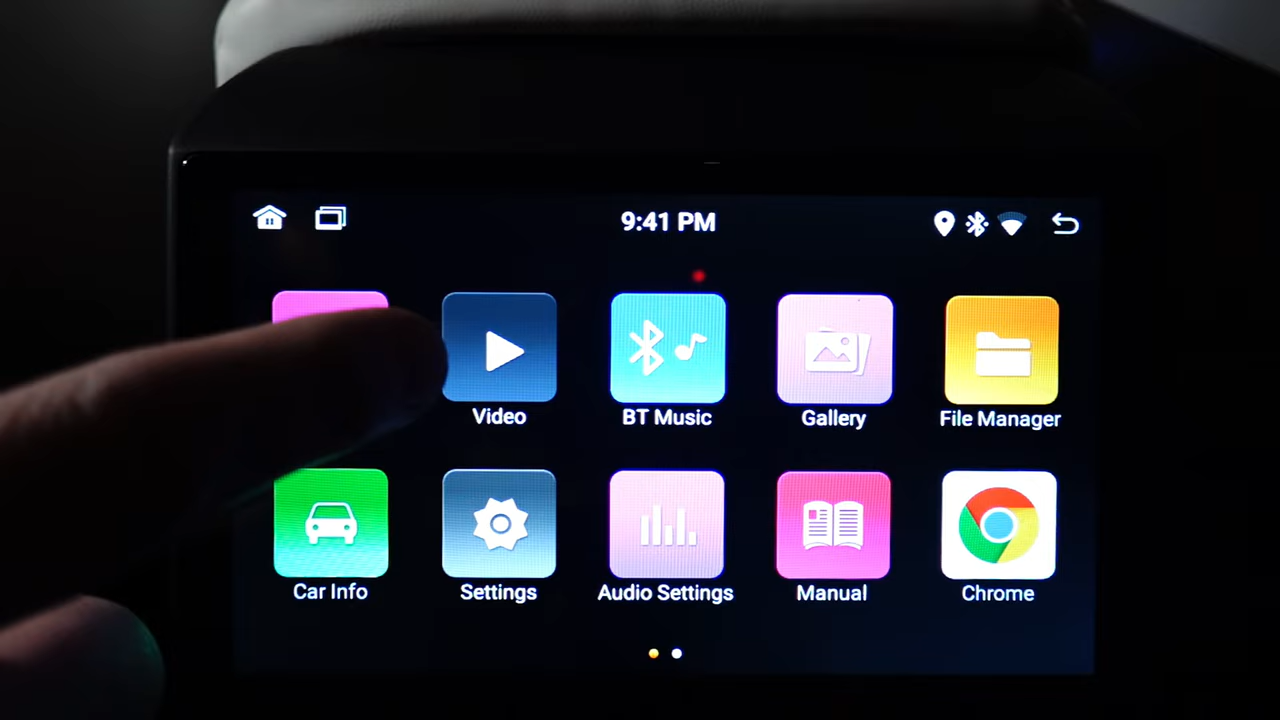 9:41 PM
Video
BT Music
Gallery
File Manager
Car Info
Settings
Audio Settings
Manual
Chrome